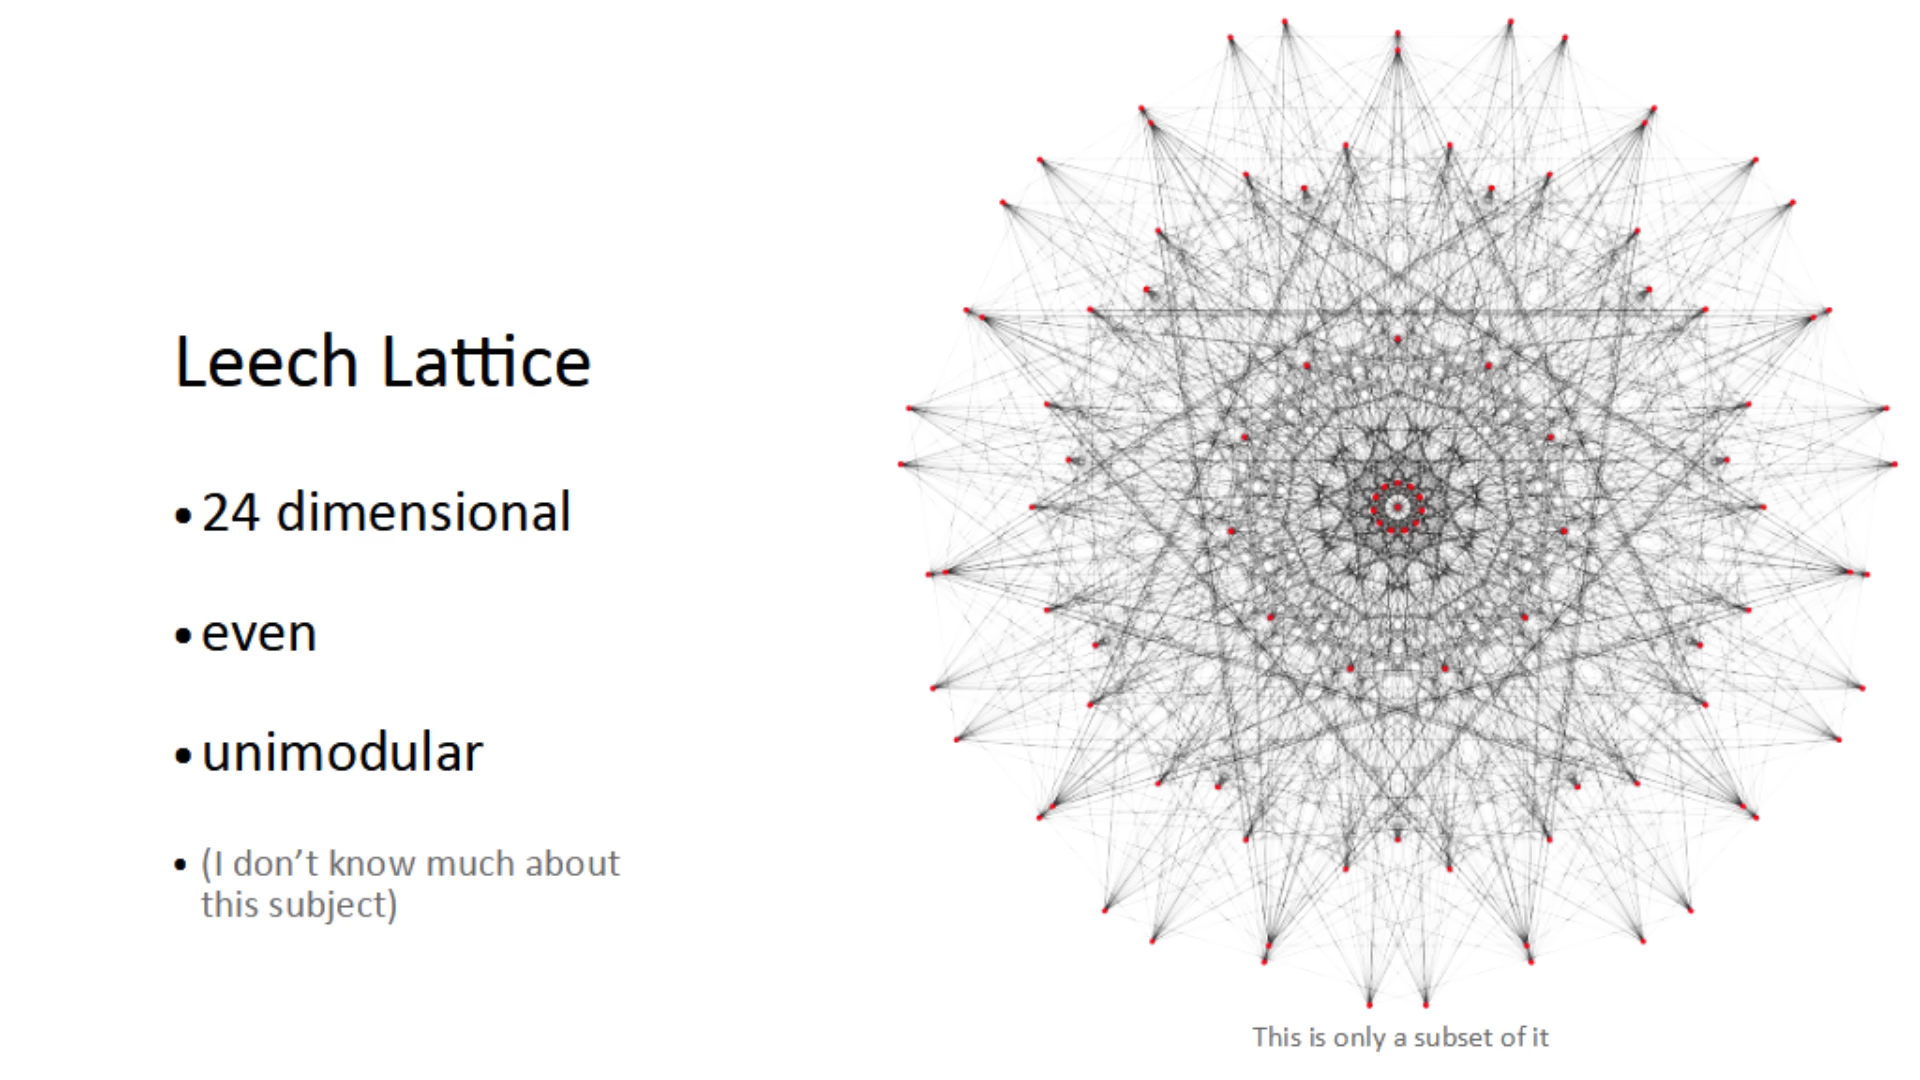 Leech Lattice
• 24 dimensional
• even
• unimodular
• (I don’t know much about
this subject)
This is only a subset of it